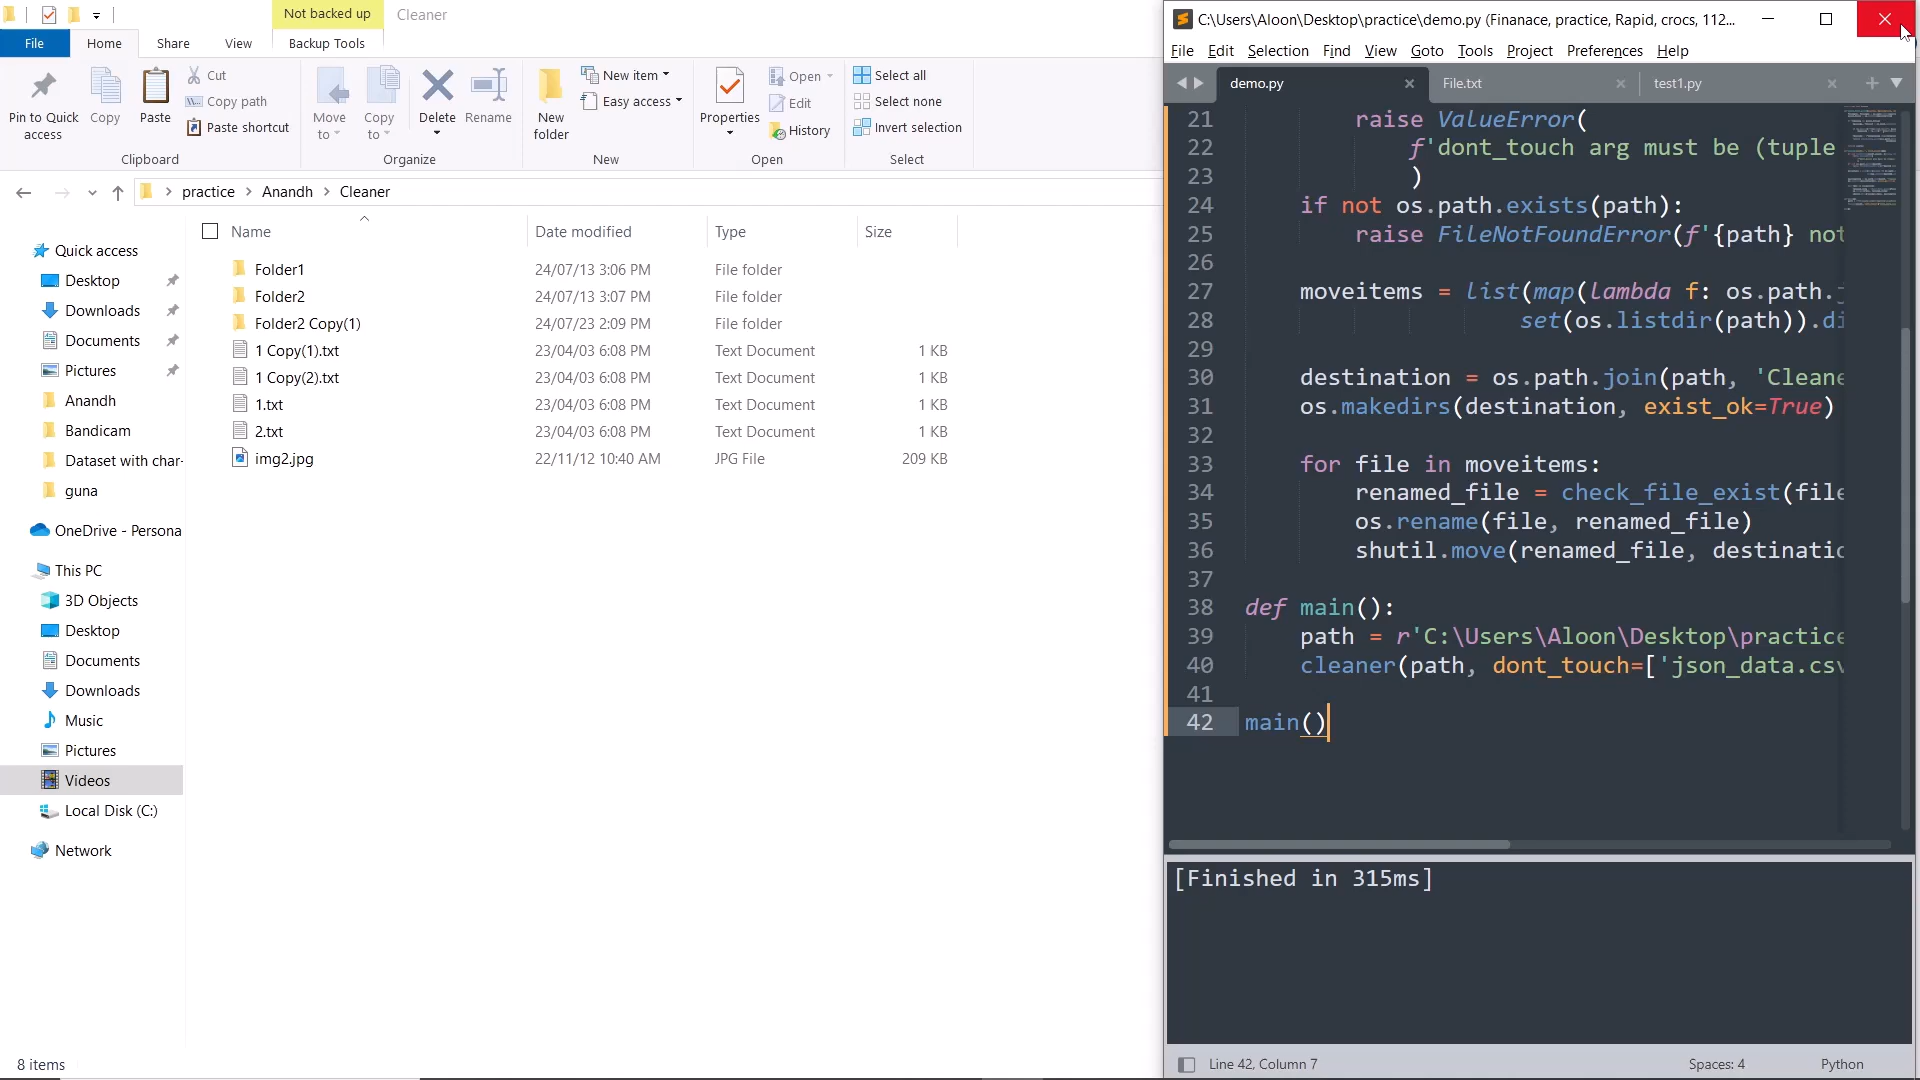 Not backed up
Cleaner
File
Home
Share
View
Backup Tools
Pin to Quick
access
Copy
Paste
Cut
Copy path
Paste shortcut
Clipboard
Move
to
Copy
to
Delete
Rename
Organize
New
folder
New item
Easy access
New
Properties
Open
Edit
History
Open
Select all
Select none
Invert selection
Select
practice > Anandh > Cleaner
Name Date modified Type Size
Folder1 24/07/13 3:06 PM File folder
Folder2 24/07/13 3:07 PM File folder
Folder2 Copy(1) 24/07/23 2:09 PM File folder
1 Copy(1).txt 23/04/03 6:08 PM Text Document 1 KB
1 Copy(2).txt 23/04/03 6:08 PM Text Document 1 KB
1.txt 23/04/03 6:08 PM Text Document 1 KB
2.txt 23/04/03 6:08 PM Text Document 1 KB
img2.jpg 22/11/12 10:40 AM JPG File 209 KB
Quick access
Desktop
Downloads
Documents
Pictures
Anandh
Bandicam
Dataset with char-
guna
OneDrive - Persona
This PC
3D Objects
Desktop
Documents
Downloads
Music
Pictures
Videos
Local Disk (C:)
Network
8 items
C:\Users\Aloon\Desktop\practice\demo.py (Finanace, practice, Rapid, crocs, 112...
File Edit Selection Find View Goto Tools Project Preferences Help
demo.py File.txt test1.py
21 raise ValueError(
22 f'dont_touch arg must be (tuple
23 )
24 if not os.path.exists(path):
25 raise FileNotFoundError(f'{path} not
26
27 moveitems = list(map(lambda f: os.path.j
28 set(os.listdir(path)).di
29
30 destination = os.path.join(path, 'Cleane
31 os.makedirs(destination, exist_ok=True)
32
33 for file in moveitems:
34 renamed_file = check_file_exist(file
35 os.rename(file, renamed_file)
36 shutil.move(renamed_file, destinatio
37
38 def main():
39 path = r'C:\Users\Aloon\Desktop\practice
40 cleaner(path, dont_touch=['json_data.csv
41
42 main()
[Finished in 315ms]
Line 42, Column 7
Spaces: 4
Python